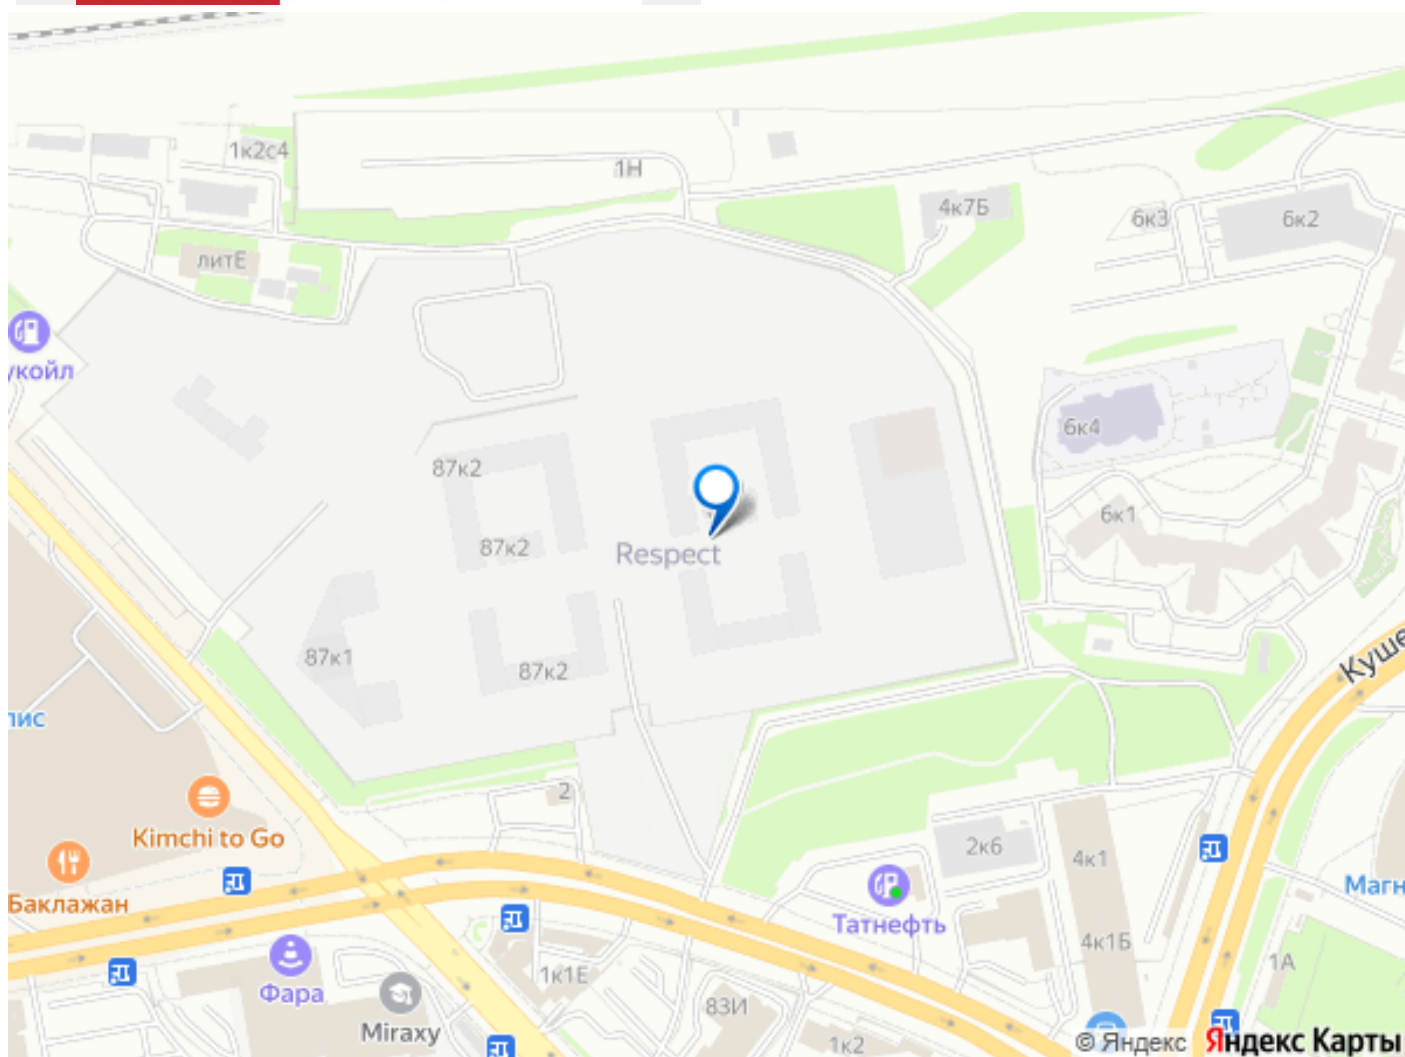 1к2с4
1Н
4к7Б
6к3
6к2
литЕ
укойл
6к4
87к2
6к1
87к2
Respect
87к1
87к2
Куше
лис
2
Kimchi to Go
2к6
4к1
Баклажан
Магн
Татнефть
4к1Б
1А
1к1Е
Фара
83И
Miraxy
1к2
© Яндекс Яндекс Карты